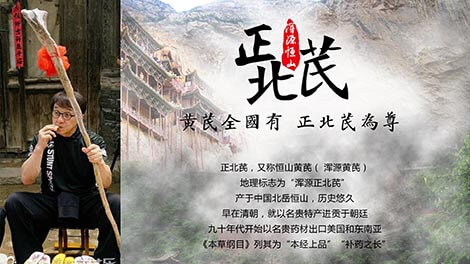 正北芪
浑源恒山
黄芪全國有 正北芪為尊
正北芪，又称恒山黄芪（ 浑源黄芪 ）
地理标志为“浑源正北芪”
产于中国北岳恒山，历史悠久
早在清朝，就以名贵特产进贡于朝廷
九十年代开始以名贵药材出口美国和东南亚
《本草纲目》列其为“本经上品” “补药之长”